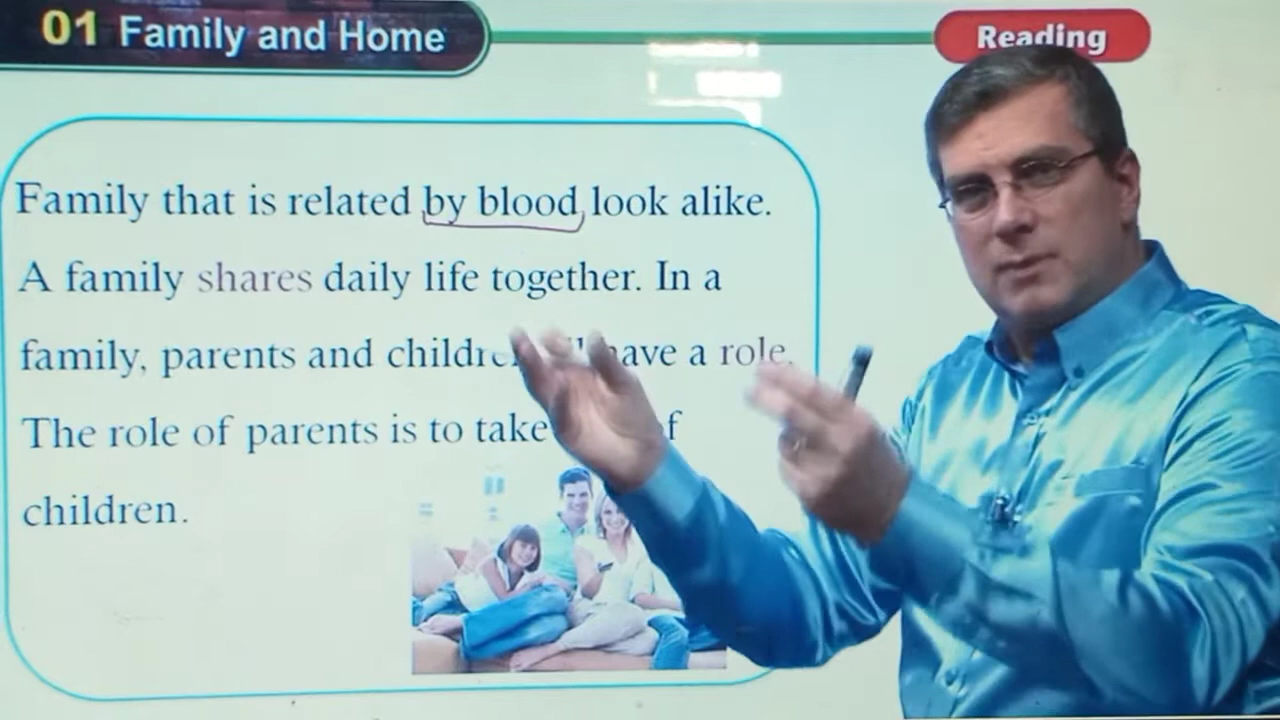 01 Family and Home
Reading
Family that is related by blood look alike.
A family shares daily life together. In a
family, parents and have a role.
The role of parents is to take
children.